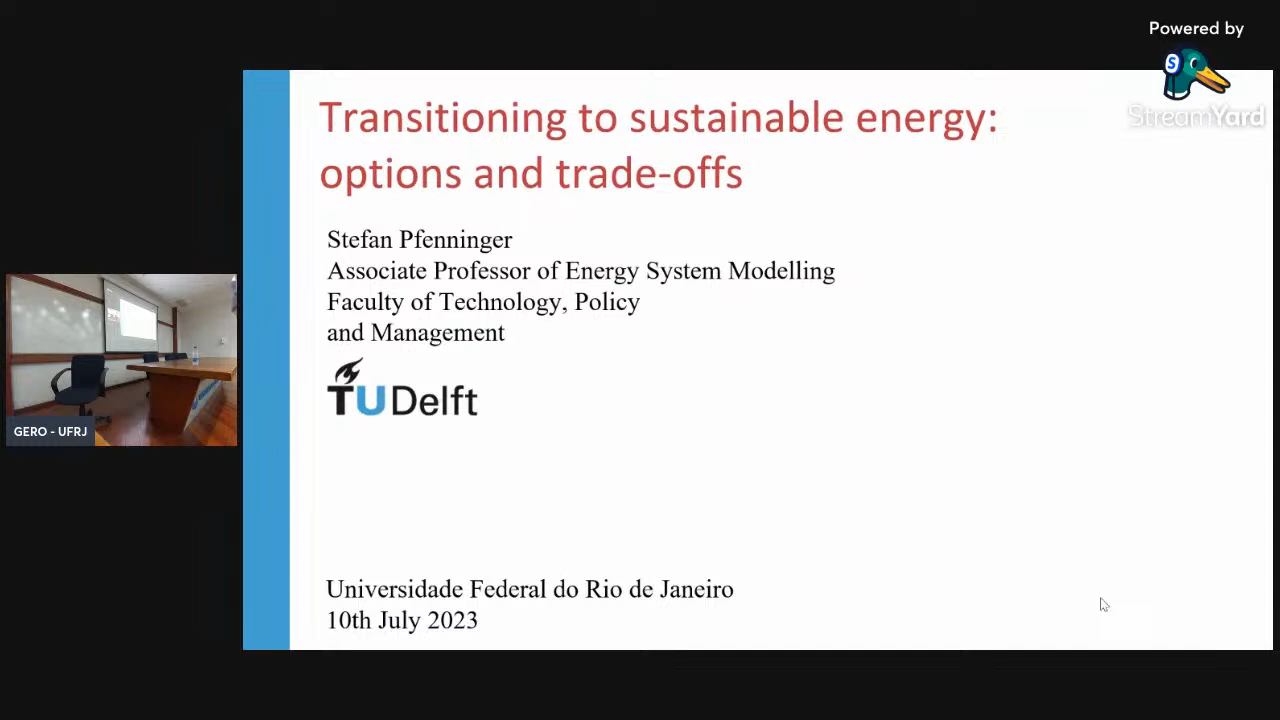 Powered by
S
StreamYard
Transitioning to sustainable energy:
options and trade-offs
Stefan Pfenninger
Associate Professor of Energy System Modelling
Faculty of Technology, Policy
and Management
TU Delft
GERO - UFRJ
Universidade Federal do Rio de Janeiro
10th July 2023